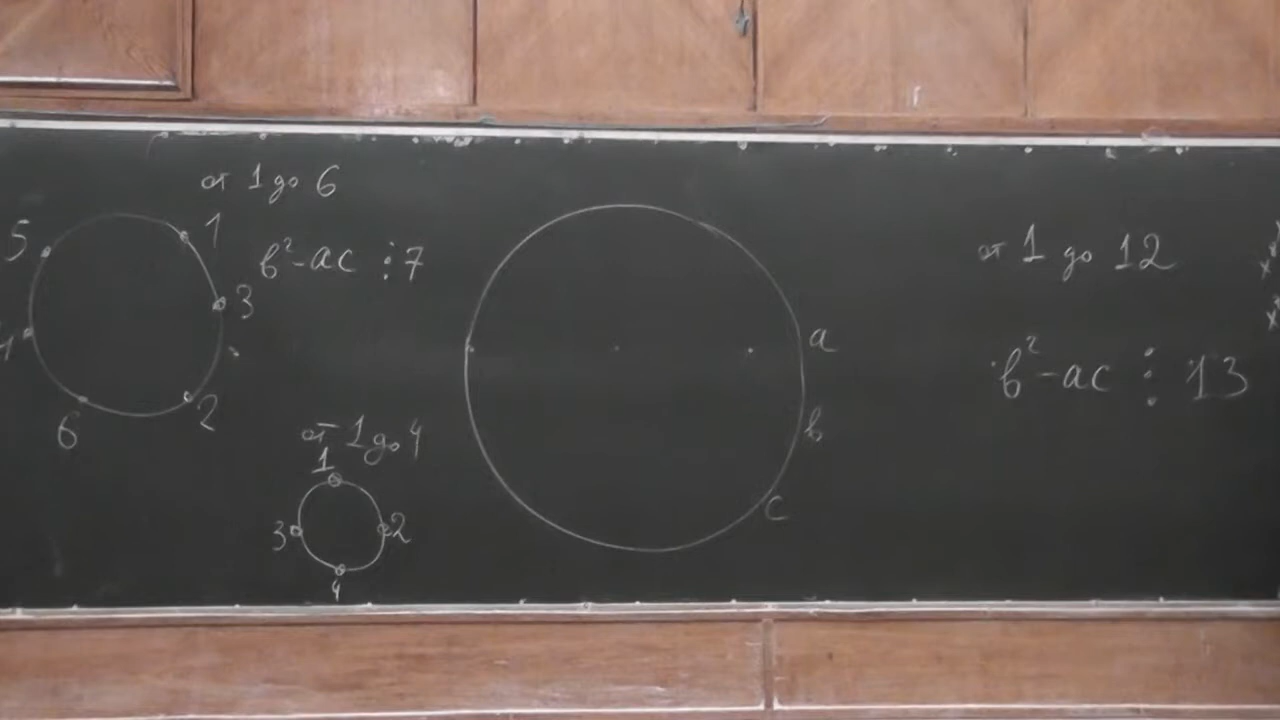 от 1 до 6
5
1
b²-ac ⋮ 7
3
4
2
6
от 1 до 4
1
3
2
4
a
b
c
от 1 до 12
b²-ac ⋮ 13